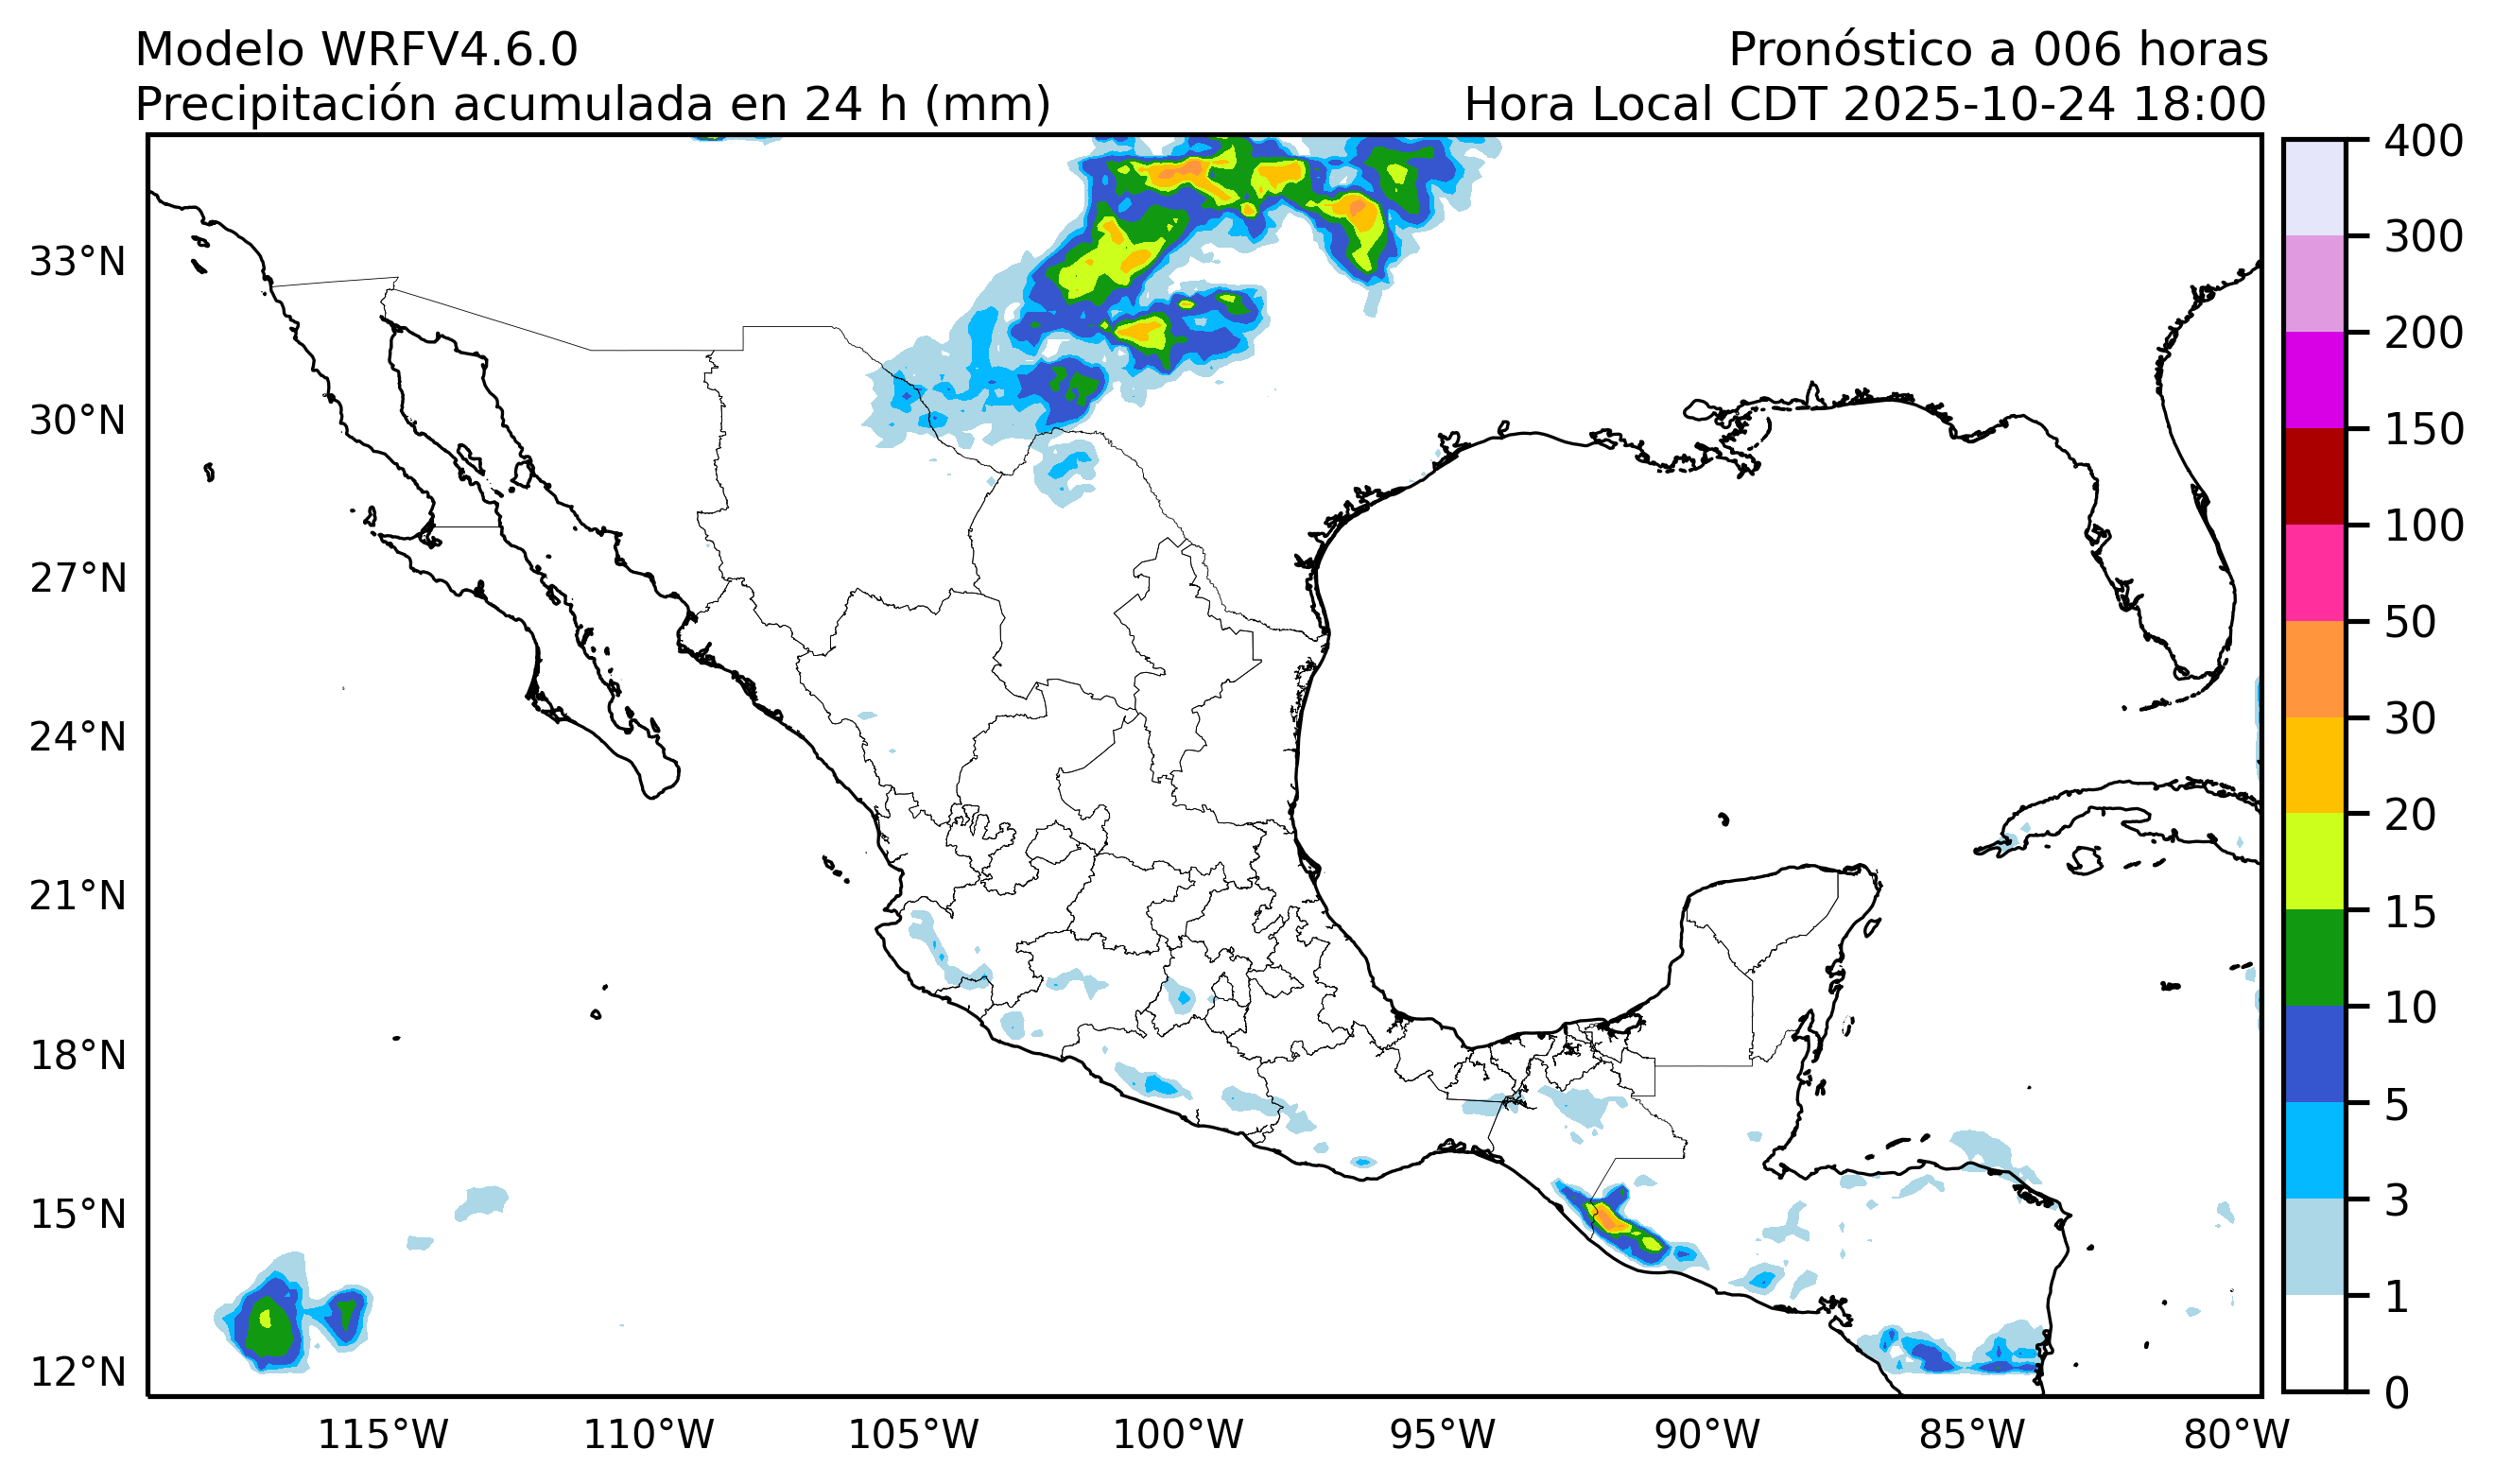 Modelo WRFV4.6.0
Pronóstico a 006 horas
Precipitación acumulada en 24 h (mm)
Hora Local CDT 2025-10-24 18:00
33°N
30°N
27°N
24°N
21°N
18°N
15°N
12°N
115°W
110°W
105°W
100°W
95°W
90°W
85°W
80°W
400
300
200
150
100
50
30
20
15
10
5
3
1
0